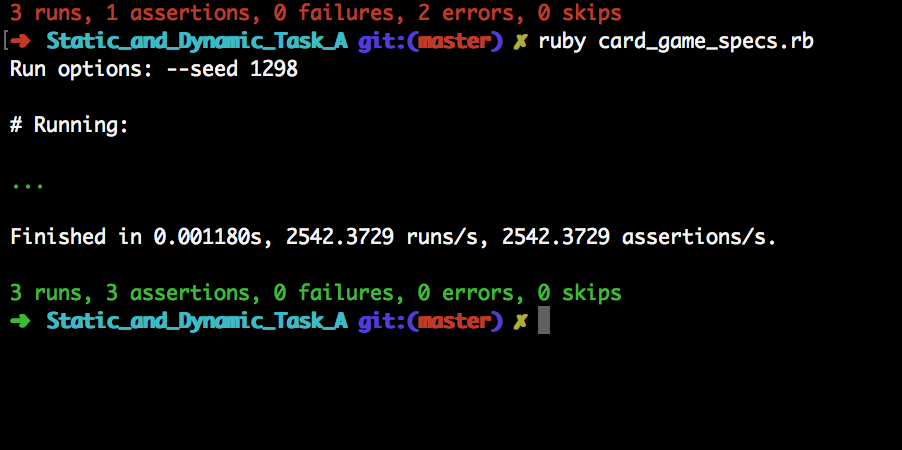 3 runs, 1 assertions, 0 failures, 2 errors, 0 skips
[➜ Static_and_Dynamic_Task_A git:(master) ✗ ruby card_game_specs.rb
Run options: --seed 1298
# Running:
...
Finished in 0.001180s, 2542.3729 runs/s, 2542.3729 assertions/s.
3 runs, 3 assertions, 0 failures, 0 errors, 0 skips
➜ Static_and_Dynamic_Task_A git:(master) ✗